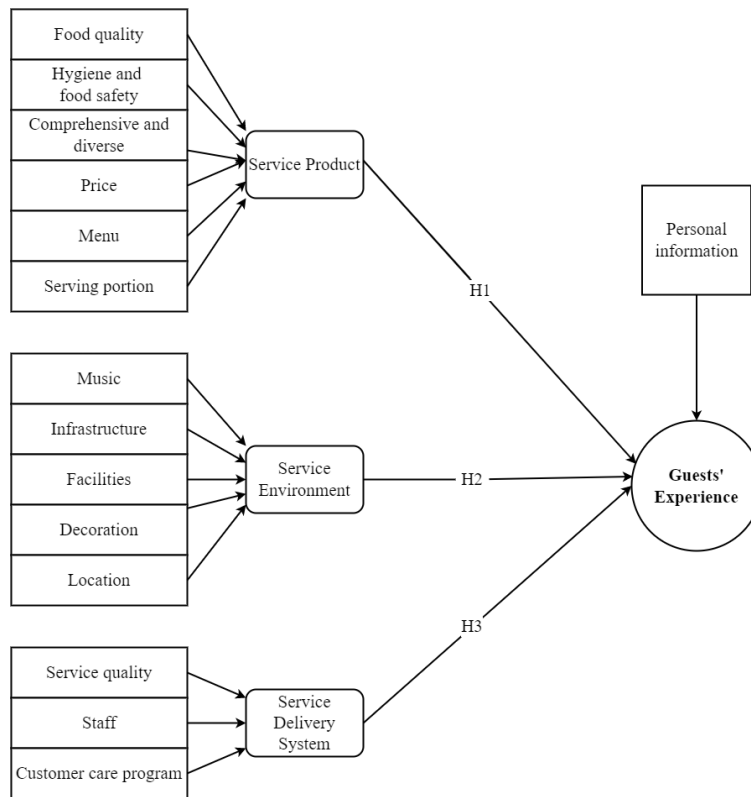 Food quality
Hygiene and
food safety
Comprehensive and
diverse
Price
Menu
Serving portion
Service Product
H1
Personal
information
Music
Infrastructure
Facilities
Decoration
Location
Service
Environment
H2
Guests'
Experience
H3
Service quality
Staff
Customer care program
Service
Delivery
System